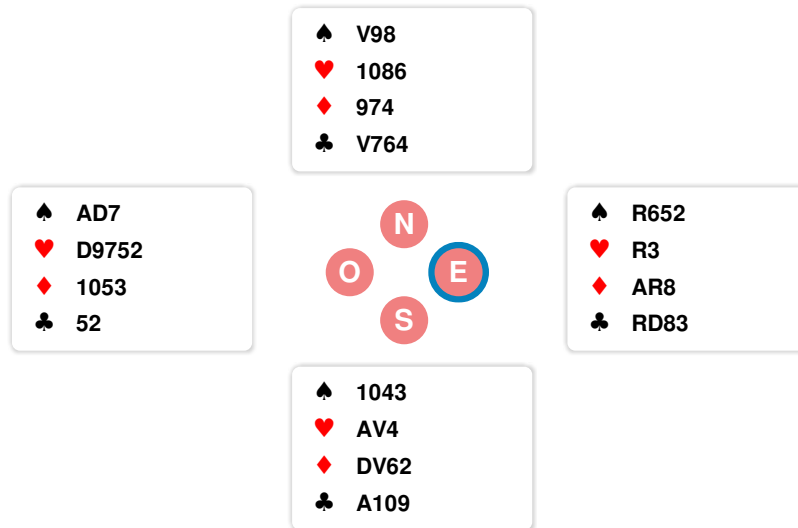 ♠ V98
♥ 1086
♦ 974
♣ V764
♠ AD7
♥ D9752
♦ 1053
♣ 52
N
O E
S
♠ R652
♥ R3
♦ AR8
♣ RD83
♠ 1043
♥ AV4
♦ DV62
♣ A109